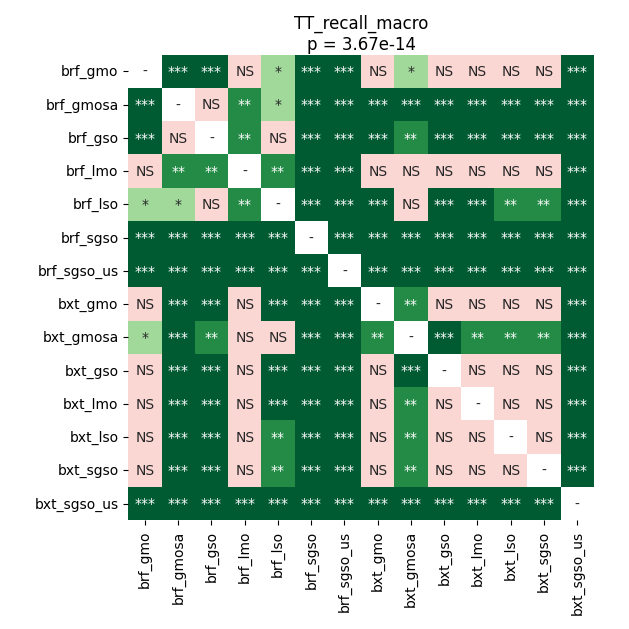 TT_recall_macro
p = 3.67e-14
brf_gmo - *** *** NS * *** *** NS * NS NS NS NS ***
brf_gmosa *** - NS ** * *** *** *** *** *** *** *** *** ***
brf_gso *** NS - ** NS *** *** *** ** *** *** *** *** ***
brf_lmo NS ** ** - ** *** *** NS NS NS NS NS NS ***
brf_lso * * NS ** - *** *** *** NS *** *** ** ** ***
brf_sgso *** *** *** *** *** - *** *** *** *** *** *** *** ***
brf_sgso_us *** *** *** *** *** *** - *** *** *** *** *** *** ***
bxt_gmo NS *** *** NS *** *** *** - ** NS NS NS NS ***
bxt_gmosa * *** ** NS NS *** *** ** - *** ** ** ** ***
bxt_gso NS *** *** NS *** *** *** NS *** - NS NS NS ***
bxt_lmo NS *** *** NS *** *** *** NS ** NS - NS NS ***
bxt_lso NS *** *** NS ** *** *** NS ** NS NS - NS ***
bxt_sgso NS *** *** NS ** *** *** NS ** NS NS NS - ***
bxt_sgso_us *** *** *** *** *** *** *** *** *** *** *** *** *** -
brf_gmo
brf_gmosa
brf_gso
brf_lmo
brf_lso
brf_sgso
brf_sgso_us
bxt_gmo
bxt_gmosa
bxt_gso
bxt_lmo
bxt_lso
bxt_sgso
bxt_sgso_us